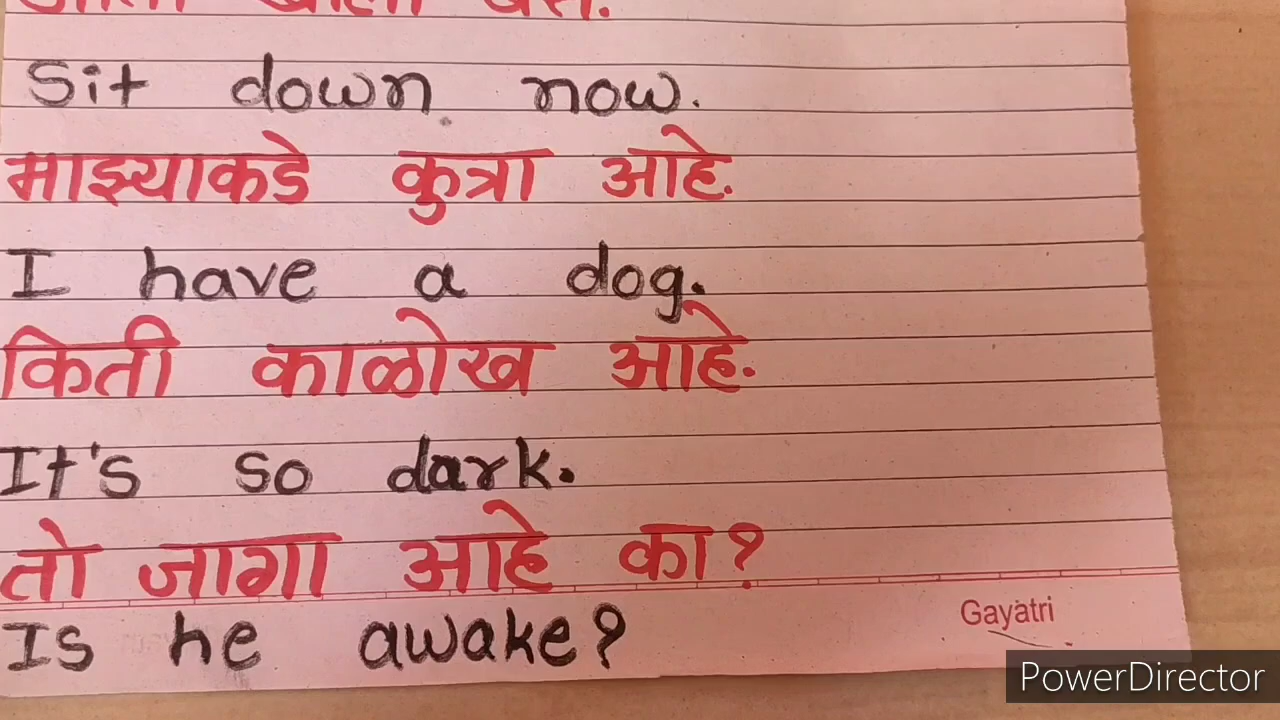 Sit down now.
माझ्याकडे कुत्रा आहे.
I have a dog.
किती काळोख आहे.
It's so dark.
तो जागा आहे का?
Is he awake?
Gayatri
PowerDirector